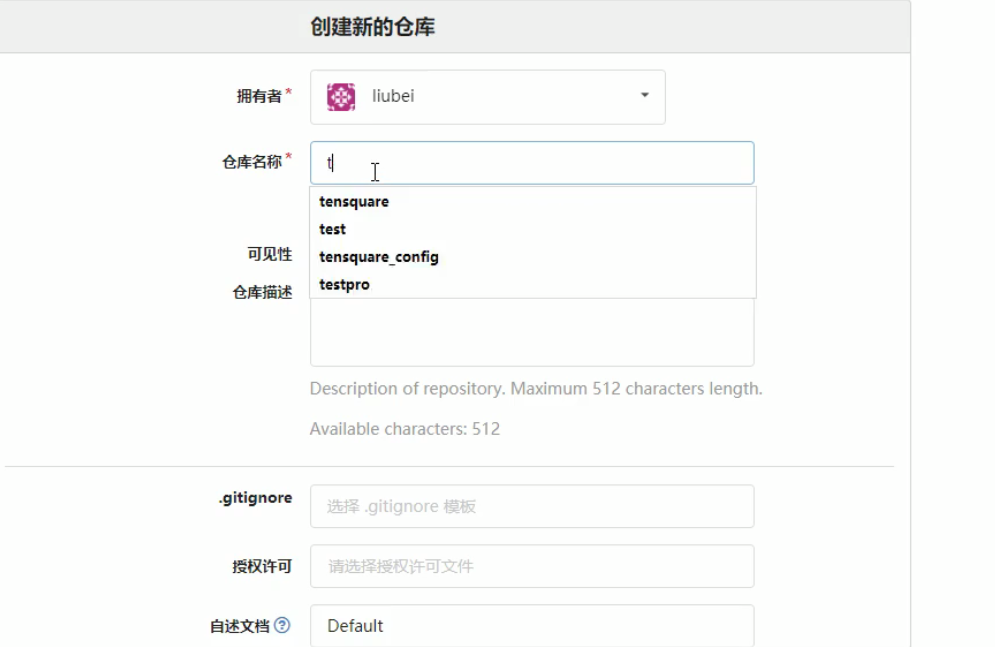 创建新的仓库
拥有者* liubei
仓库名称* t
tensquare
test
tensquare_config
testpro
可见性
仓库描述
Description of repository. Maximum 512 characters length.
Available characters: 512
.gitignore 选择 .gitignore 模板
授权许可 请选择授权许可文件
自述文档 ? Default